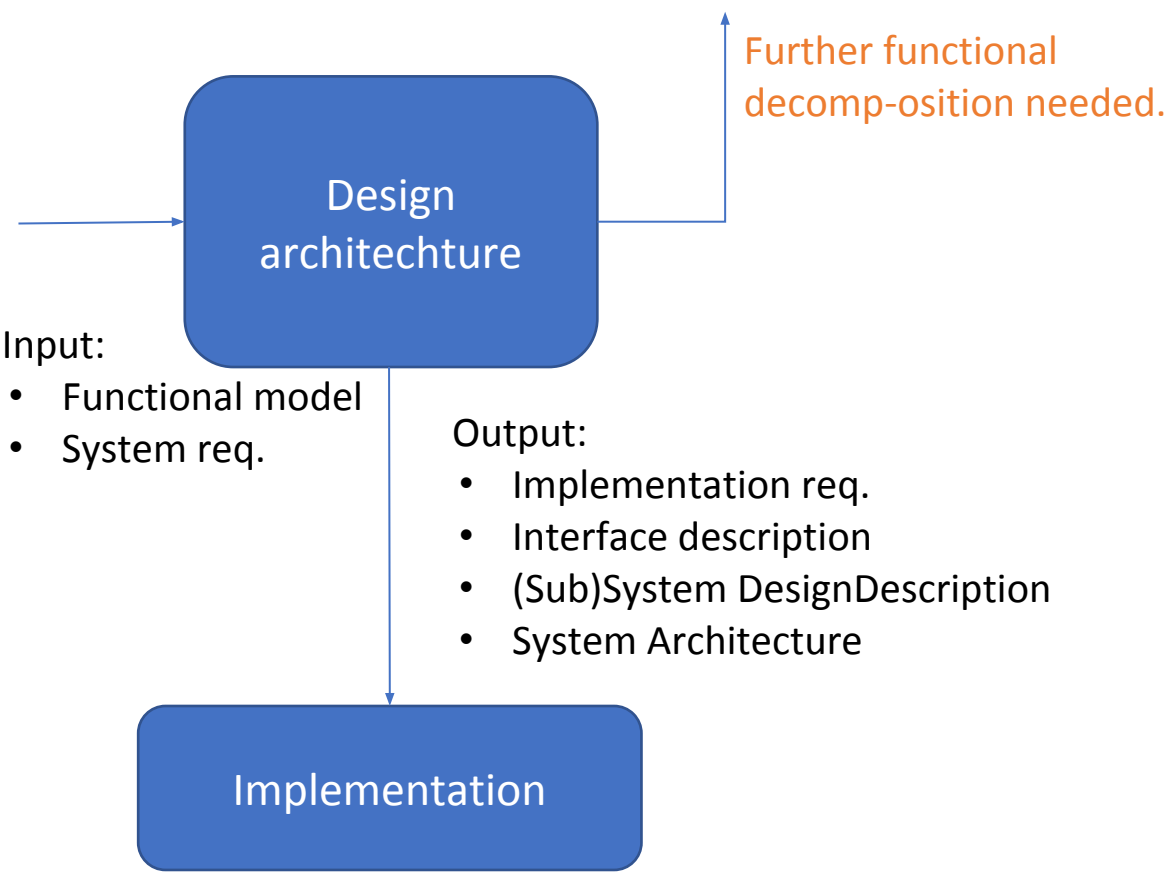 Further functional
decomp-osition needed.
Design
architechture
Input:
• Functional model
• System req.
Output:
• Implementation req.
• Interface description
• (Sub)System DesignDescription
• System Architecture
Implementation